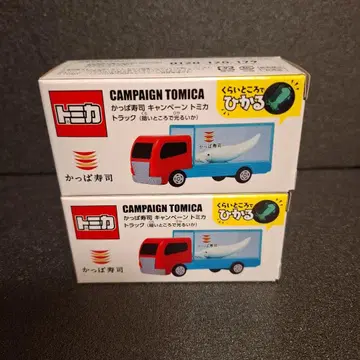 CAMPAIGN TOMICA
トミカ
かっぱ寿司 キャンペーン トミカ
トラック(暗いところで光るいか)
くらいところで
ひかる
かっぱ寿司
CAMPAIGN TOMICA
トミカ
かっぱ寿司 キャンペーン トミカ
トラック(暗いところで光るいか)
くらいところで
ひかる
かっぱ寿司